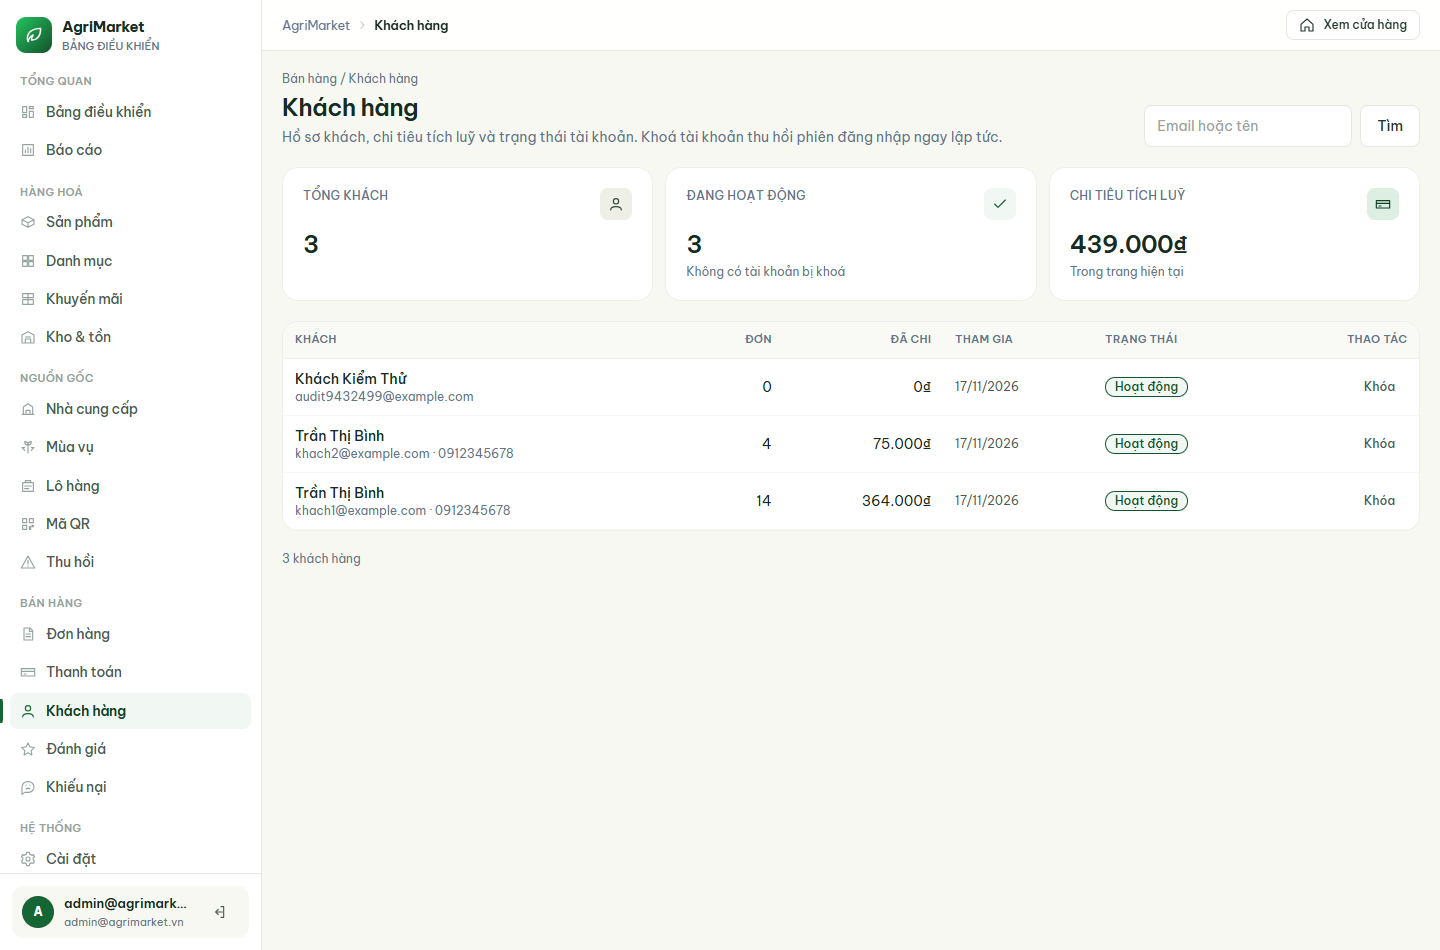 AgriMarket
BẢNG ĐIỀU KHIỂN
TỔNG QUAN
Bảng điều khiển
Báo cáo
HÀNG HOÁ
Sản phẩm
Danh mục
Khuyến mãi
Kho & tồn
NGUỒN GỐC
Nhà cung cấp
Mùa vụ
Lô hàng
Mã QR
Thu hồi
BÁN HÀNG
Đơn hàng
Thanh toán
Khách hàng
Đánh giá
Khiếu nại
HỆ THỐNG
Cài đặt
A
admin@agrimark...
admin@agrimarket.vn
AgriMarket > Khách hàng
Xem cửa hàng
Bán hàng / Khách hàng
Khách hàng
Hồ sơ khách, chi tiêu tích luỹ và trạng thái tài khoản. Khoá tài khoản thu hồi phiên đăng nhập ngay lập tức.
Email hoặc tên
Tìm
TỔNG KHÁCH
3
ĐANG HOẠT ĐỘNG
3
Không có tài khoản bị khoá
CHI TIÊU TÍCH LUỸ
439.000₫
Trong trang hiện tại
KHÁCH ĐƠN ĐÃ CHI THAM GIA TRẠNG THÁI THAO TÁC
Khách Kiểm Thử
audit9432499@example.com
0 0₫ 17/11/2026 Hoạt động Khóa
Trần Thị Bình
khach2@example.com · 0912345678
4 75.000₫ 17/11/2026 Hoạt động Khóa
Trần Thị Bình
khach1@example.com · 0912345678
14 364.000₫ 17/11/2026 Hoạt động Khóa
3 khách hàng